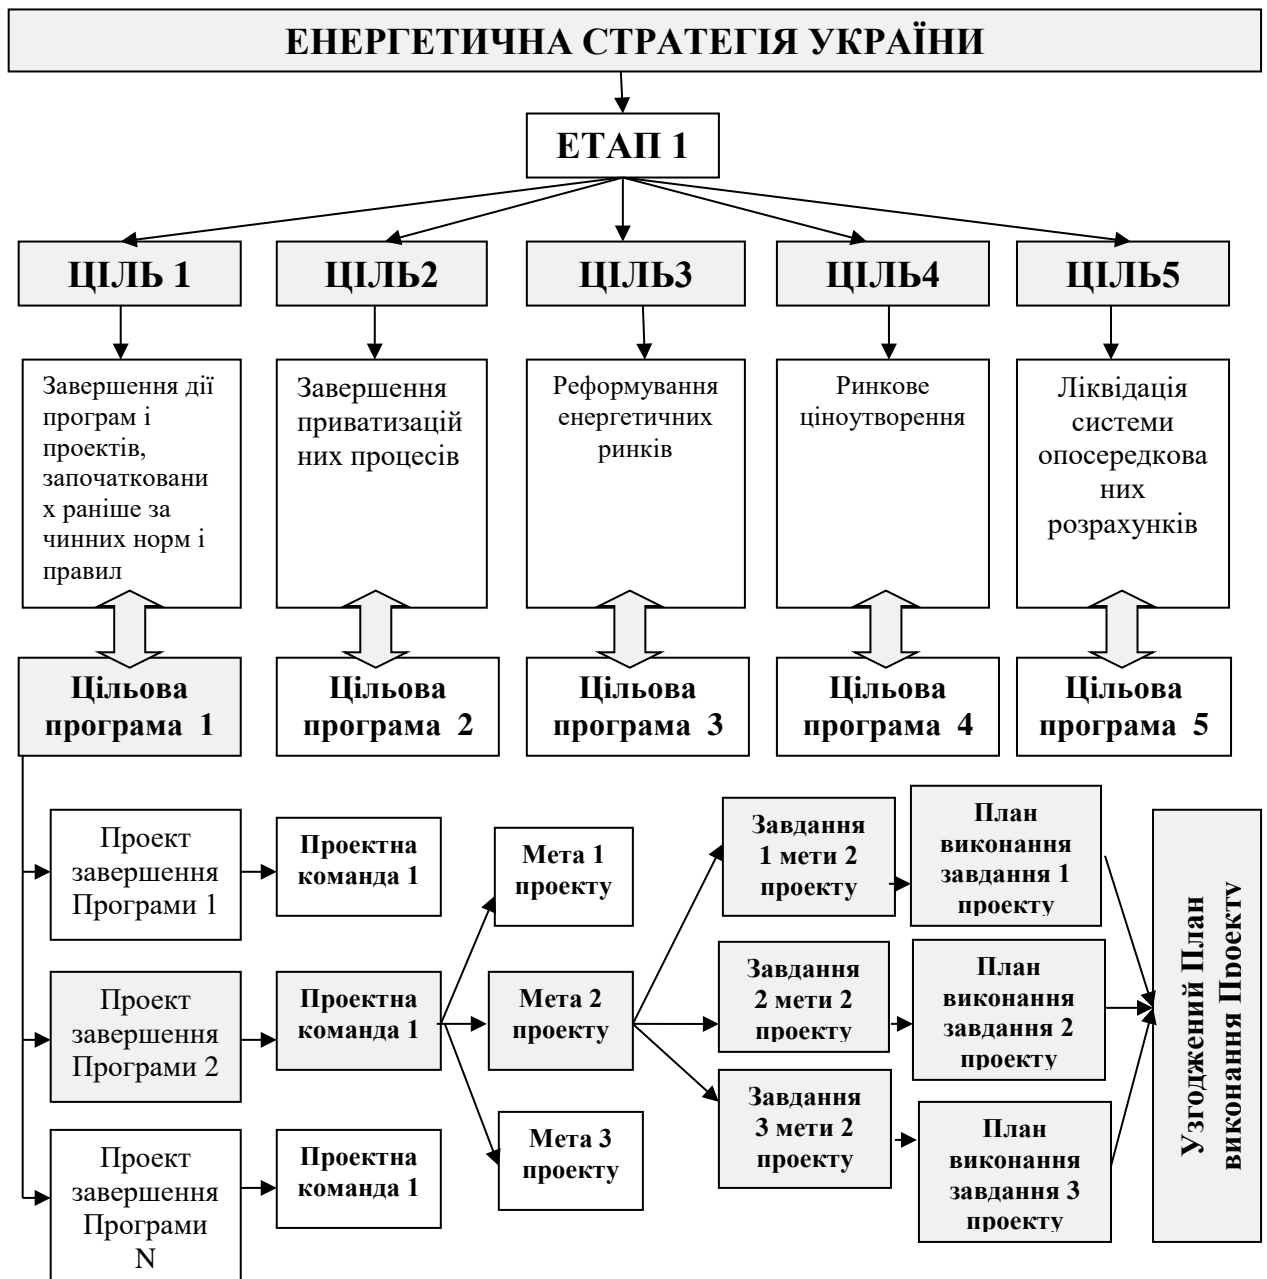 ЕНЕРГЕТИЧНА СТРАТЕГІЯ УКРАЇНИ
ЕТАП 1
ЦІЛЬ 1
ЦІЛЬ2
ЦІЛЬ3
ЦІЛЬ4
ЦІЛЬ5
Завершення дії
програм і
проектів,
започатковани
х раніше за
чинних норм і
правил
Завершення
приватизацій
них процесів
Реформування
енергетичних
ринків
Ринкове
ціноутворення
Ліквідація
системи
опосередкова
них
розрахунків
Цільова
програма 1
Цільова
програма 2
Цільова
програма 3
Цільова
програма 4
Цільова
програма 5
Проект
завершення
Програми 1
Проектна
команда 1
Мета 1
проекту
Завдання
1 мети 2
проекту
План
виконання
завдання 1
проекту
Проект
завершення
Програми 2
Проектна
команда 1
Мета 2
проекту
Завдання
2 мети 2
проекту
План
виконання
завдання 2
проекту
Проект
завершення
Програми
N
Проектна
команда 1
Мета 3
проекту
Завдання
3 мети 2
проекту
План
виконання
завдання 3
проекту
Узгоджений План
виконання Проекту